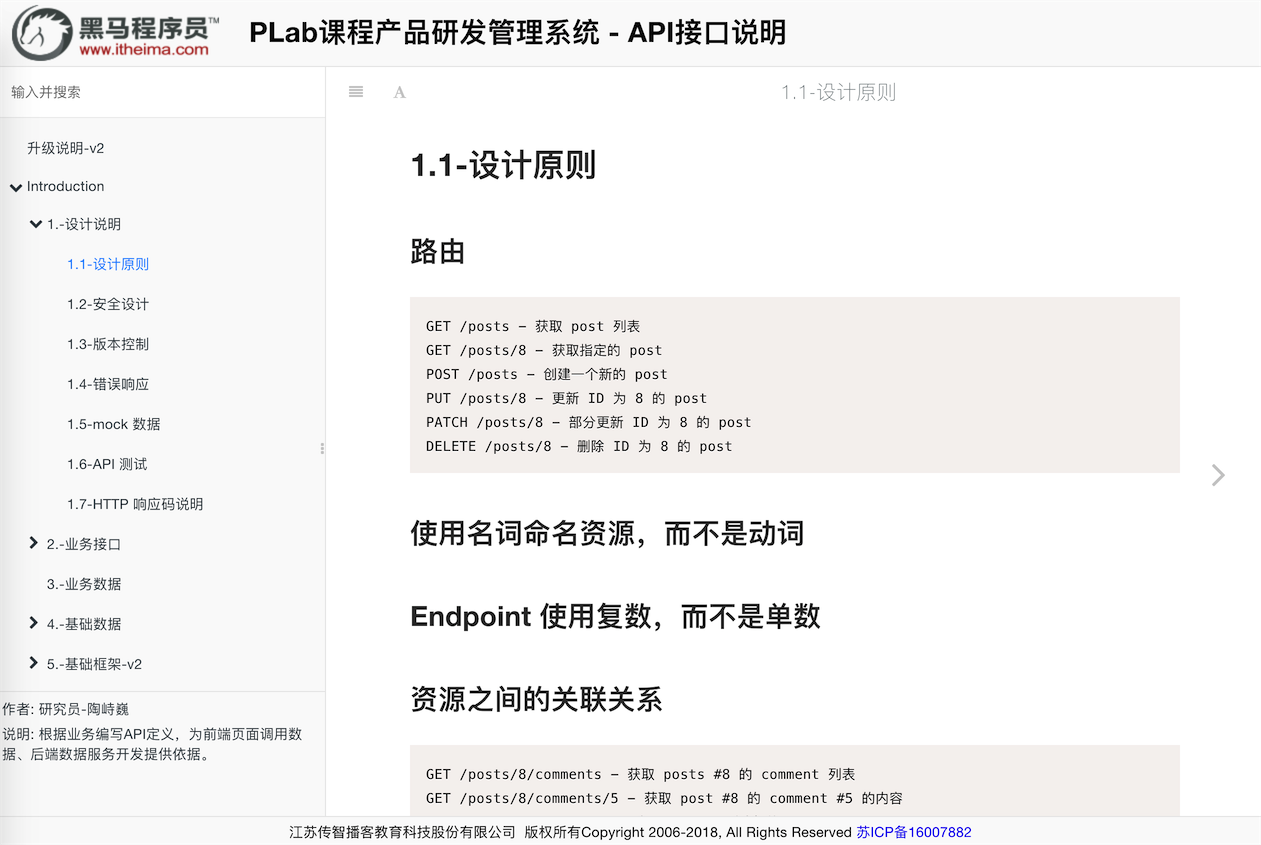 黑马程序员™
www.itheima.com
PLab课程产品研发管理系统 - API接口说明
输入并搜索
升级说明-v2
Introduction
1.-设计说明
1.1-设计原则
1.2-安全设计
1.3-版本控制
1.4-错误响应
1.5-mock 数据
1.6-API 测试
1.7-HTTP 响应码说明
2.-业务接口
3.-业务数据
4.-基础数据
5.-基础框架-v2
作者: 研究员-陶峙巍
说明: 根据业务编写API定义，为前端页面调用数
据、后端数据服务开发提供依据。
A
1.1-设计原则
1.1-设计原则
路由
GET /posts – 获取 post 列表
GET /posts/8 – 获取指定的 post
POST /posts – 创建一个新的 post
PUT /posts/8 – 更新 ID 为 8 的 post
PATCH /posts/8 – 部分更新 ID 为 8 的 post
DELETE /posts/8 – 删除 ID 为 8 的 post
使用名词命名资源，而不是动词
Endpoint 使用复数，而不是单数
资源之间的关联关系
GET /posts/8/comments – 获取 posts #8 的 comment 列表
GET /posts/8/comments/5 – 获取 post #8 的 comment #5 的内容
江苏传智播客教育科技股份有限公司 版权所有Copyright 2006-2018, All Rights Reserved 苏ICP备16007882